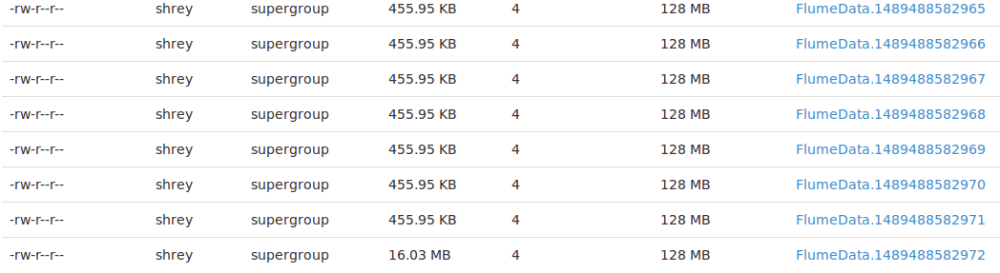 -rw-r--r-- shrey supergroup 455.95 KB 4 128 MB FlumeData.1489488582965
-rw-r--r-- shrey supergroup 455.95 KB 4 128 MB FlumeData.1489488582966
-rw-r--r-- shrey supergroup 455.95 KB 4 128 MB FlumeData.1489488582967
-rw-r--r-- shrey supergroup 455.95 KB 4 128 MB FlumeData.1489488582968
-rw-r--r-- shrey supergroup 455.95 KB 4 128 MB FlumeData.1489488582969
-rw-r--r-- shrey supergroup 455.95 KB 4 128 MB FlumeData.1489488582970
-rw-r--r-- shrey supergroup 455.95 KB 4 128 MB FlumeData.1489488582971
-rw-r--r-- shrey supergroup 16.03 MB 4 128 MB FlumeData.1489488582972